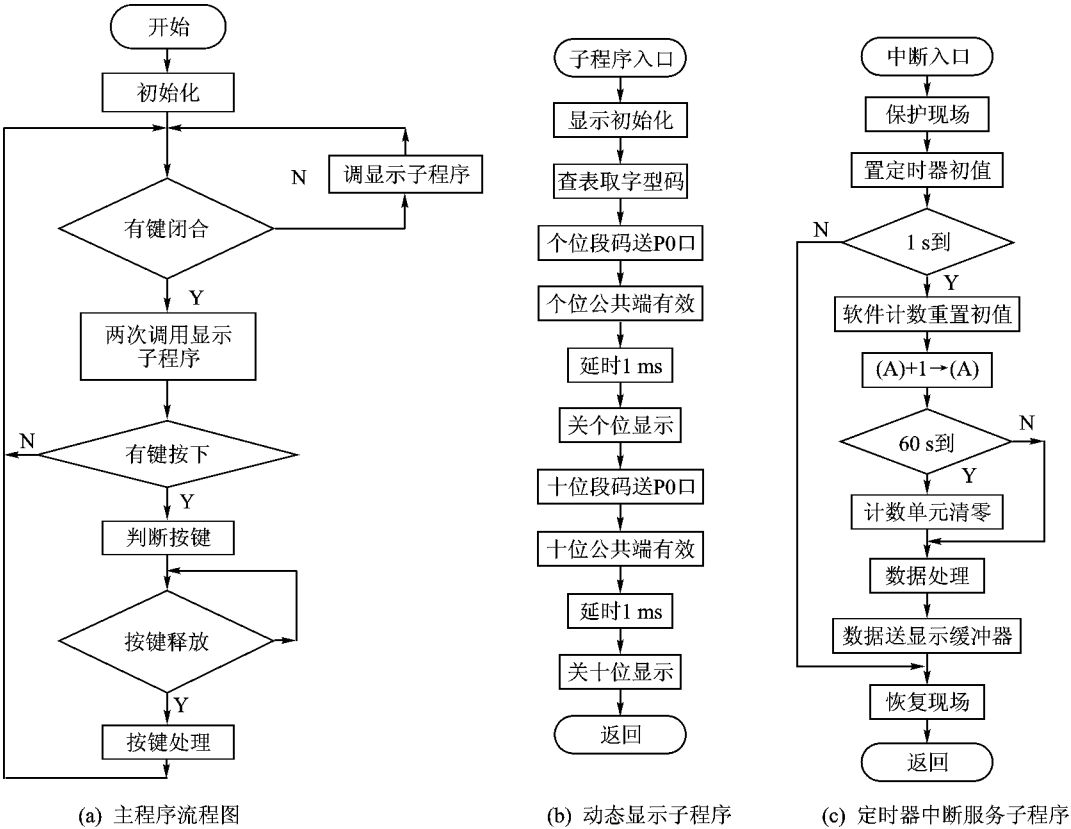 开始
初始化
N
调显示子程序
有键闭合
Y
两次调用显示
子程序
N
有键按下
Y
判断按键
按键释放
Y
按键处理
(a) 主程序流程图
子程序入口
显示初始化
查表取字型码
个位段码送P0口
个位公共端有效
延时1 ms
关个位显示
十位段码送P0口
十位公共端有效
延时1 ms
关十位显示
返回
(b) 动态显示子程序
中断入口
保护现场
置定时器初值
N
1 s到
Y
软件计数重置初值
(A)+1→(A)
N
60 s到
Y
计数单元清零
数据处理
数据送显示缓冲器
恢复现场
返回
(c) 定时器中断服务子程序